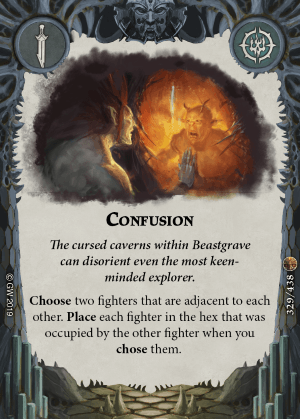 CONFUSION
The cursed caverns within Beastgrave
can disorient even the most keen-
minded explorer.
Choose two fighters that are adjacent to each
other. Place each fighter in the hex that was
occupied by the other fighter when you
chose them.
© GW 2019
329/438